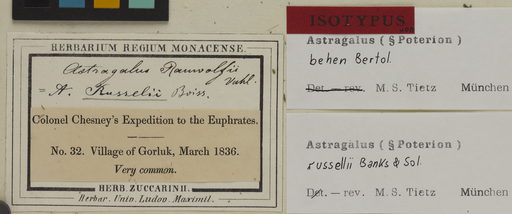 HERBARIUM REGIUM MONACENSE.
Astragalus Rauwolfii
Vahl.
= A. Russelii Boiss.
Colonel Chesney's Expedition to the Euphrates.
No. 32. Village of Gorluk, March 1836.
Very common.
HERB. ZUCCARINII.
Herbar. Univ. Ludov. Maximil.
ISOTYPUS
Astragalus ( § Poterion )
behen Bertol.
Det. — rev. M. S. Tietz München
Astragalus ( § Poterion )
russellii Banks & Sol.
Det. — rev. M. S. Tietz München